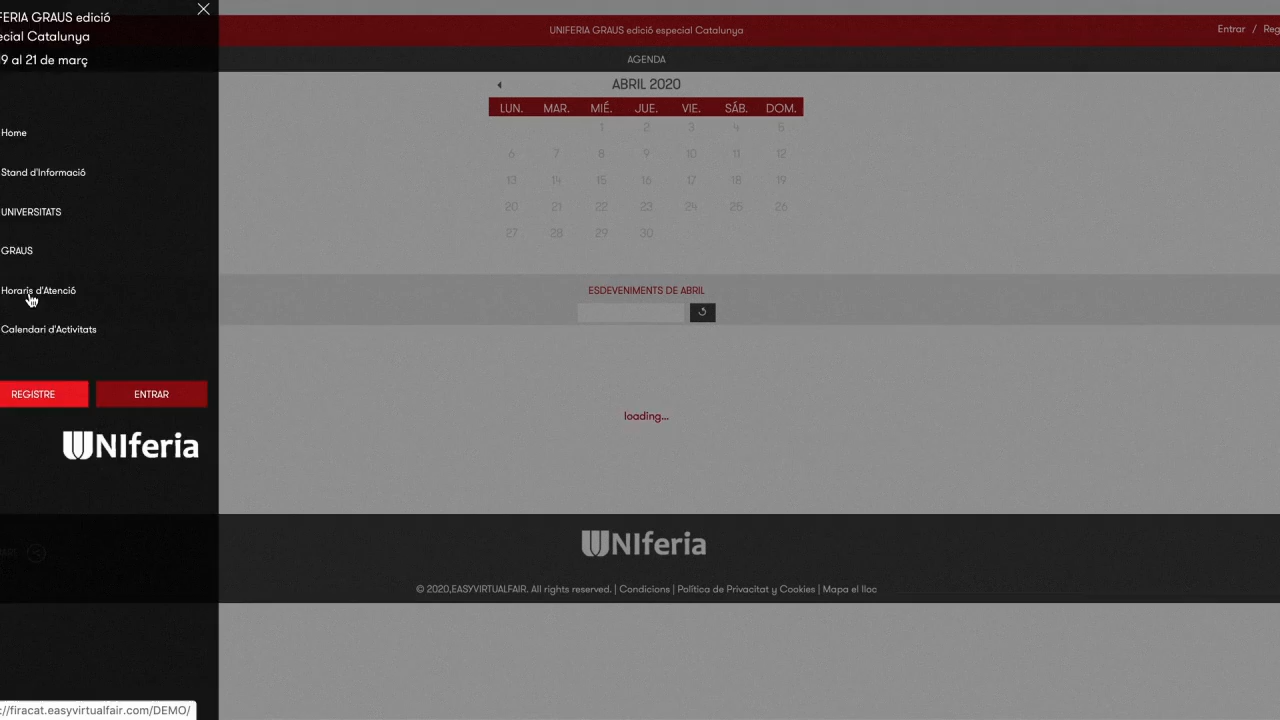 FERIA GRAUS edició
ecial Catalunya
9 al 21 de març
Home
Stand d'Informació
UNIVERSITATS
GRAUS
Horaris d'Atenció
Calendari d'Activitats
REGISTRE
ENTRAR
UNIferia
://firacat.easyvirtualfair.com/DEMO/
UNIFERIA GRAUS edició especial Catalunya
Entrar / Reg
AGENDA
ABRIL 2020
LUN. MAR. MIÉ. JUE. VIE. SÁB. DOM.
1 2 3 4 5
6 7 8 9 10 11 12
13 14 15 16 17 18 19
20 21 22 23 24 25 26
27 28 29 30
ESDEVENIMENTS DE ABRIL
loading...
UNIferia
© 2020,EASYVIRTUALFAIR. All rights reserved. | Condicions | Política de Privacitat y Cookies | Mapa el lloc